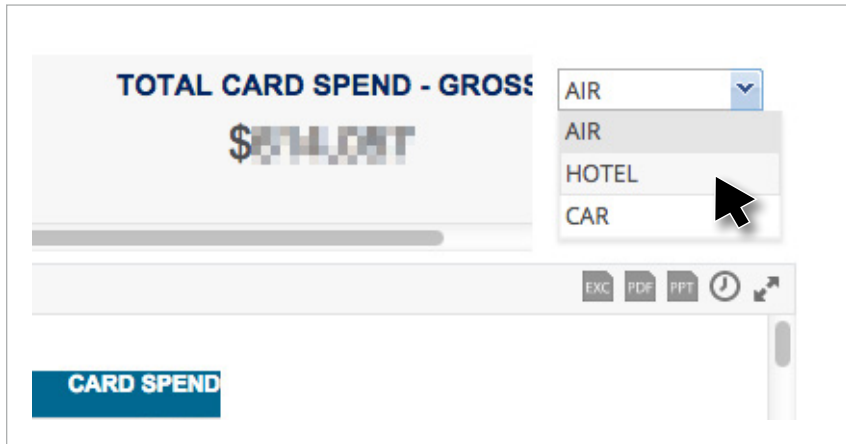 TOTAL CARD SPEND - GROSS
$
AIR
AIR
HOTEL
CAR
EXC PDF PPT
CARD SPEND